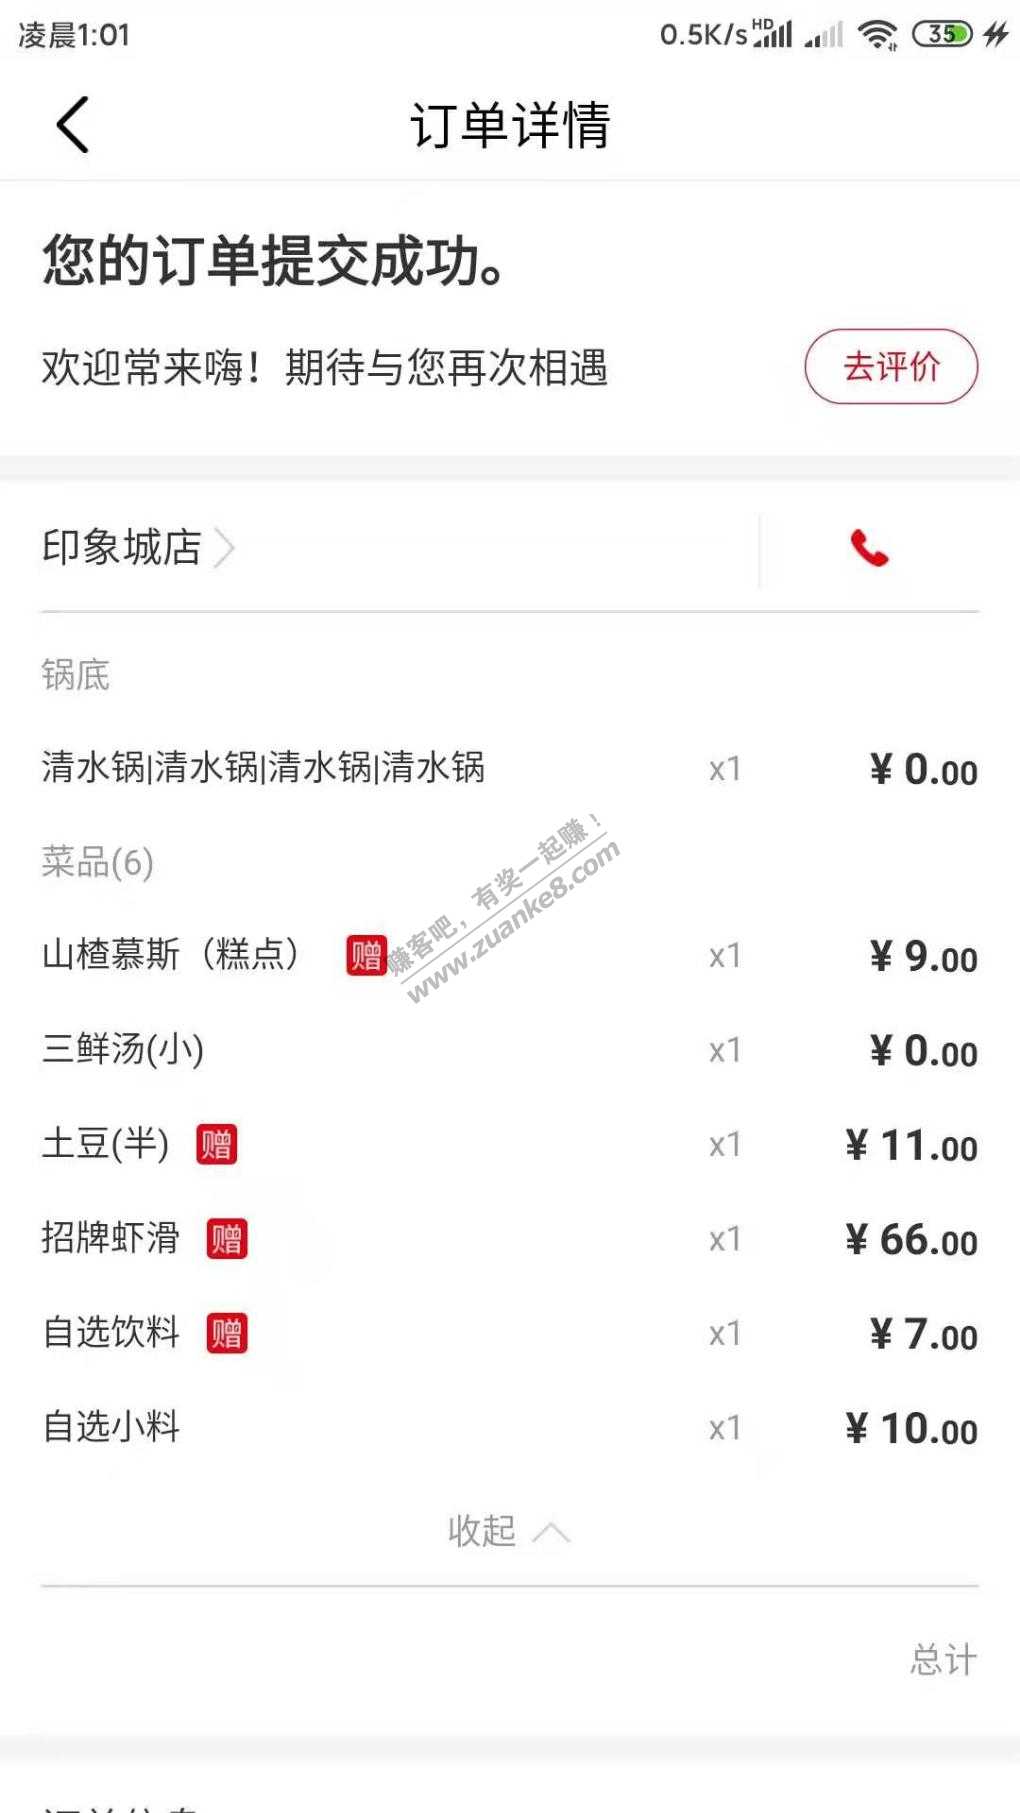 凌晨1:01 0.5K/s HD 35
订单详情
您的订单提交成功。
欢迎常来嗨！期待与您再次相遇 去评价
印象城店
锅底
清水锅|清水锅|清水锅|清水锅 x1 ¥ 0.00
菜品(6)
山楂慕斯（糕点） 赠 x1 ¥ 9.00
三鲜汤(小) x1 ¥ 0.00
土豆(半) 赠 x1 ¥ 11.00
招牌虾滑 赠 x1 ¥ 66.00
自选饮料 赠 x1 ¥ 7.00
自选小料 x1 ¥ 10.00
收起
总计
赚客吧，有奖一起赚！
www.zuanke8.com